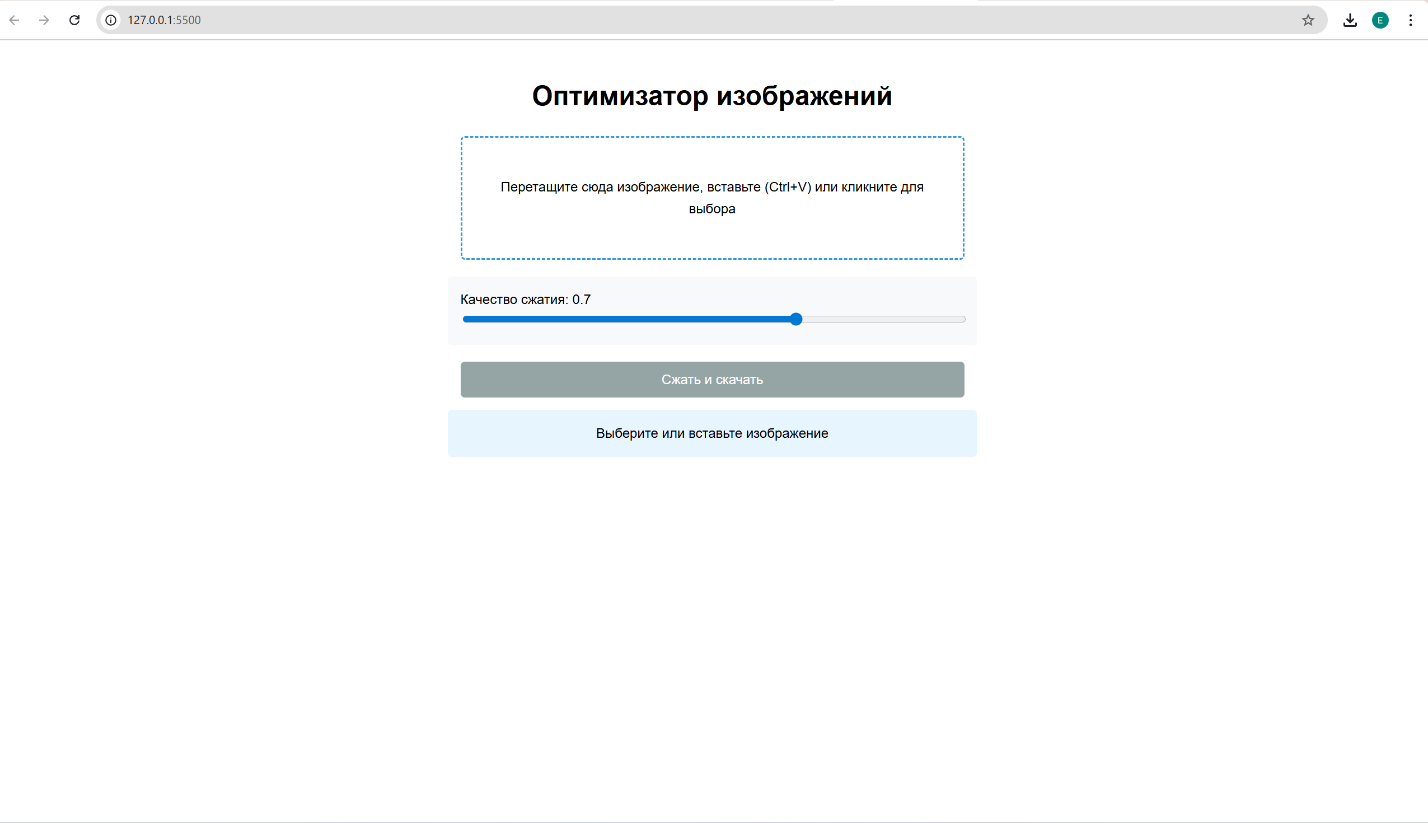 127.0.0.1:5500
E
Оптимизатор изображений
Перетащите сюда изображение, вставьте (Ctrl+V) или кликните для
выбора
Качество сжатия: 0.7
Сжать и скачать
Выберите или вставьте изображение